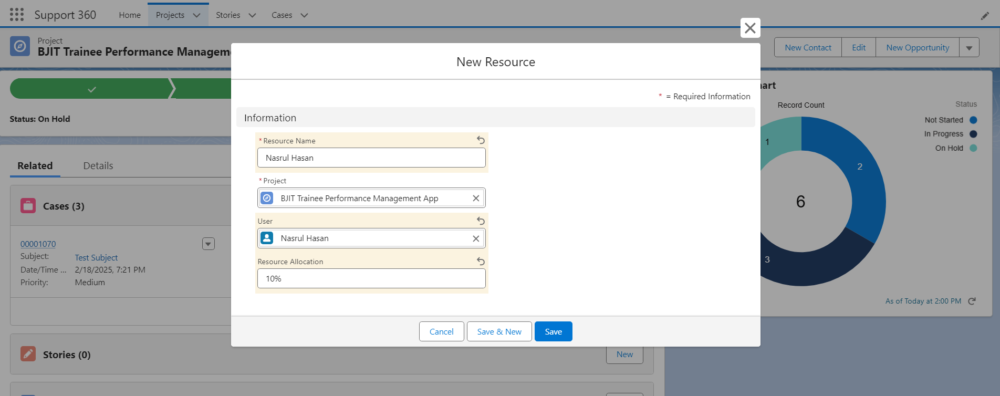 Support 360
Home
Projects
Stories
Cases
Project
BJIT Trainee Performance Managem
New Contact
Edit
New Opportunity
Status: On Hold
Related
Details
Cases (3)
00001070
Subject:
Test Subject
Date/Time ...
2/18/2025, 7:21 PM
Priority:
Medium
Stories (0)
New
New Resource
* = Required Information
Information
* Resource Name
Nasrul Hasan
* Project
BJIT Trainee Performance Management App
User
Nasrul Hasan
Resource Allocation
10%
Cancel
Save & New
Save
art
Record Count
Status
Not Started
In Progress
On Hold
1
2
6
3
As of Today at 2:00 PM